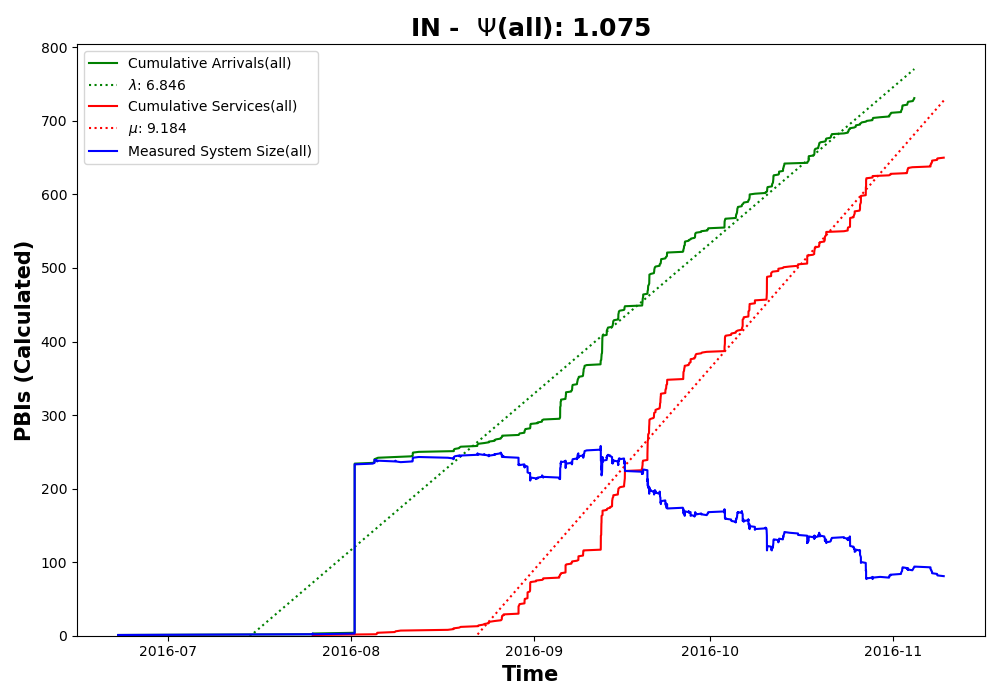 IN - Ψ(all): 1.075
Cumulative Arrivals(all)
λ: 6.846
Cumulative Services(all)
μ: 9.184
Measured System Size(all)
800
700
600
500
400
300
200
100
0
PBIs (Calculated)
2016-07 2016-08 2016-09 2016-10 2016-11
Time